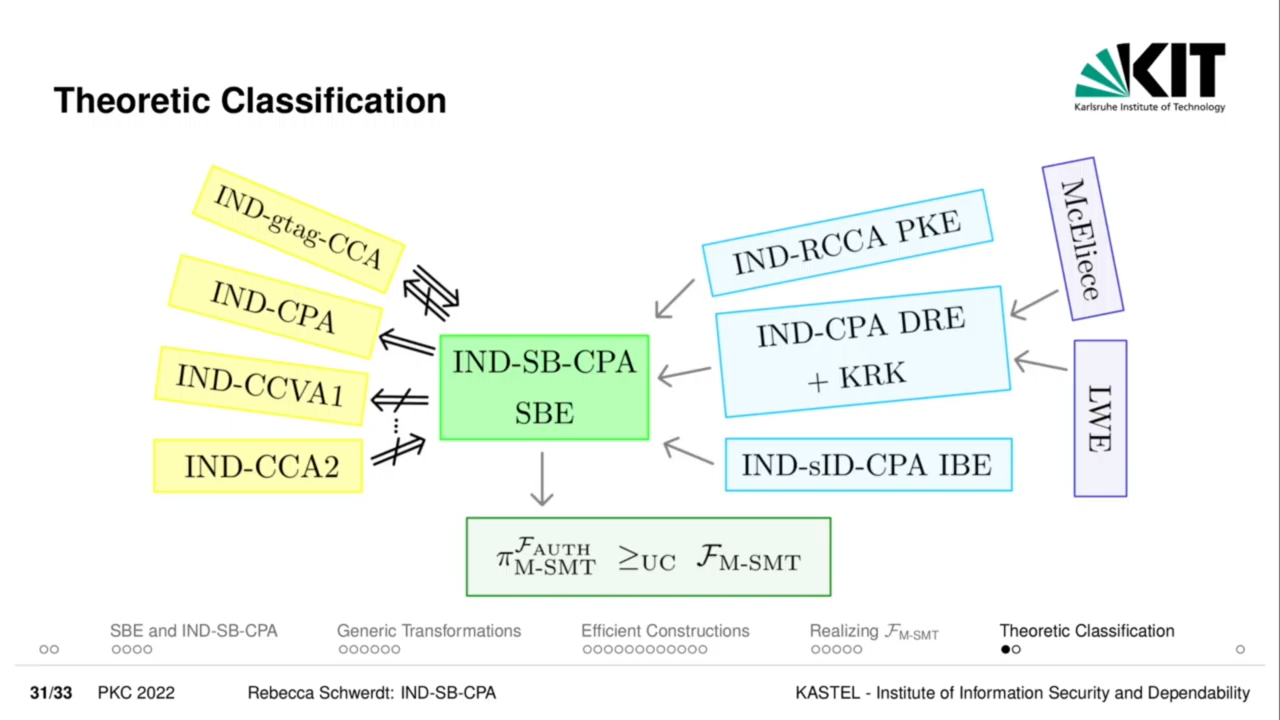 KIT
Karlsruhe Institute of Technology
Theoretic Classification
IND-gtag-CCA
IND-CPA
IND-CCVA1
IND-CCA2
IND-SB-CPA
SBE
IND-RCCA PKE
IND-CPA DRE
+ KRK
IND-sID-CPA IBE
McEliece
LWE
π^{ℱ_AUTH}_{M-SMT} ≥_UC ℱ_M-SMT
SBE and IND-SB-CPA
Generic Transformations
Efficient Constructions
Realizing ℱ_M-SMT
Theoretic Classification
31/33 PKC 2022 Rebecca Schwerdt: IND-SB-CPA KASTEL - Institute of Information Security and Dependability